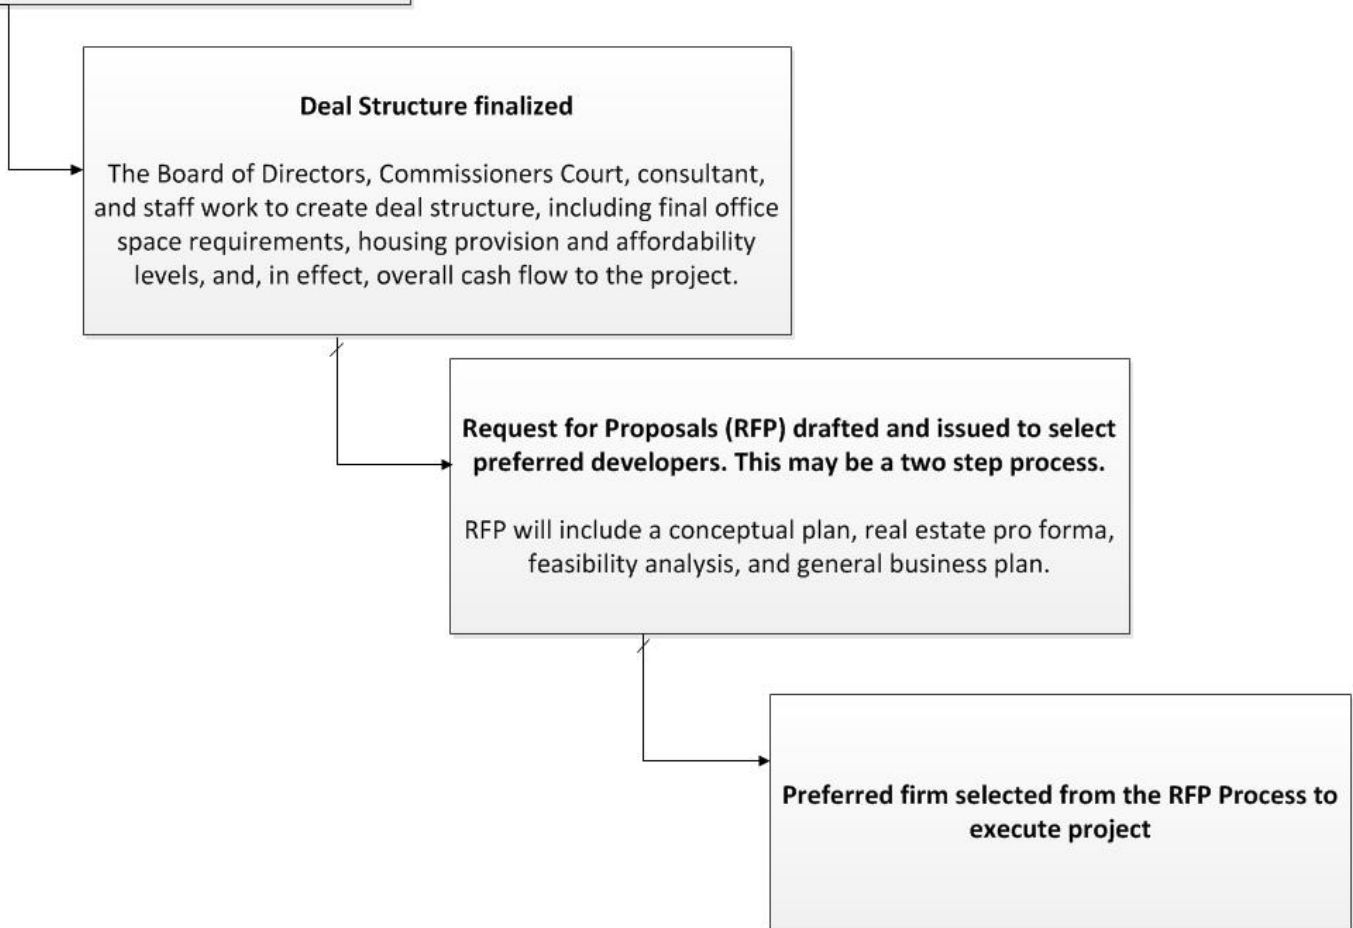 Deal Structure finalized
The Board of Directors, Commissioners Court, consultant,
and staff work to create deal structure, including final office
space requirements, housing provision and affordability
levels, and, in effect, overall cash flow to the project.
Request for Proposals (RFP) drafted and issued to select
preferred developers. This may be a two step process.
RFP will include a conceptual plan, real estate pro forma,
feasibility analysis, and general business plan.
Preferred firm selected from the RFP Process to
execute project